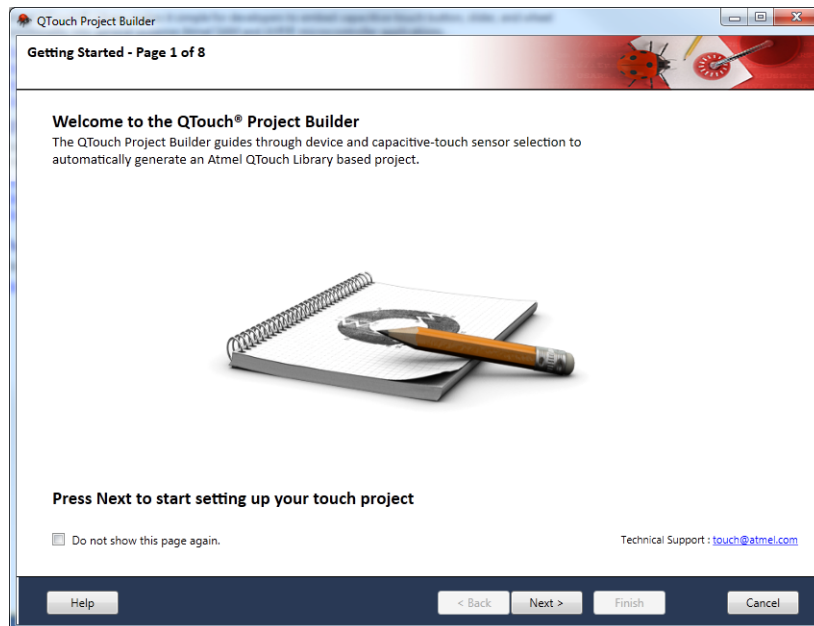 QTouch Project Builder
Getting Started - Page 1 of 8
Welcome to the QTouch® Project Builder
The QTouch Project Builder guides through device and capacitive-touch sensor selection to
automatically generate an Atmel QTouch Library based project.
Press Next to start setting up your touch project
Do not show this page again.
Technical Support : touch@atmel.com
Help
< Back
Next >
Finish
Cancel